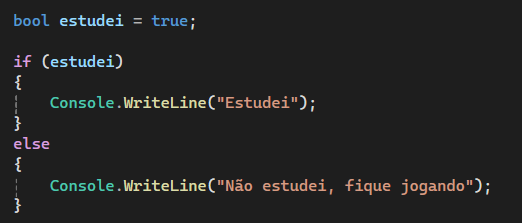 bool estudei = true;
if (estudei)
{
Console.WriteLine("Estudei");
}
else
{
Console.WriteLine("Não estudei, fique jogando");
}